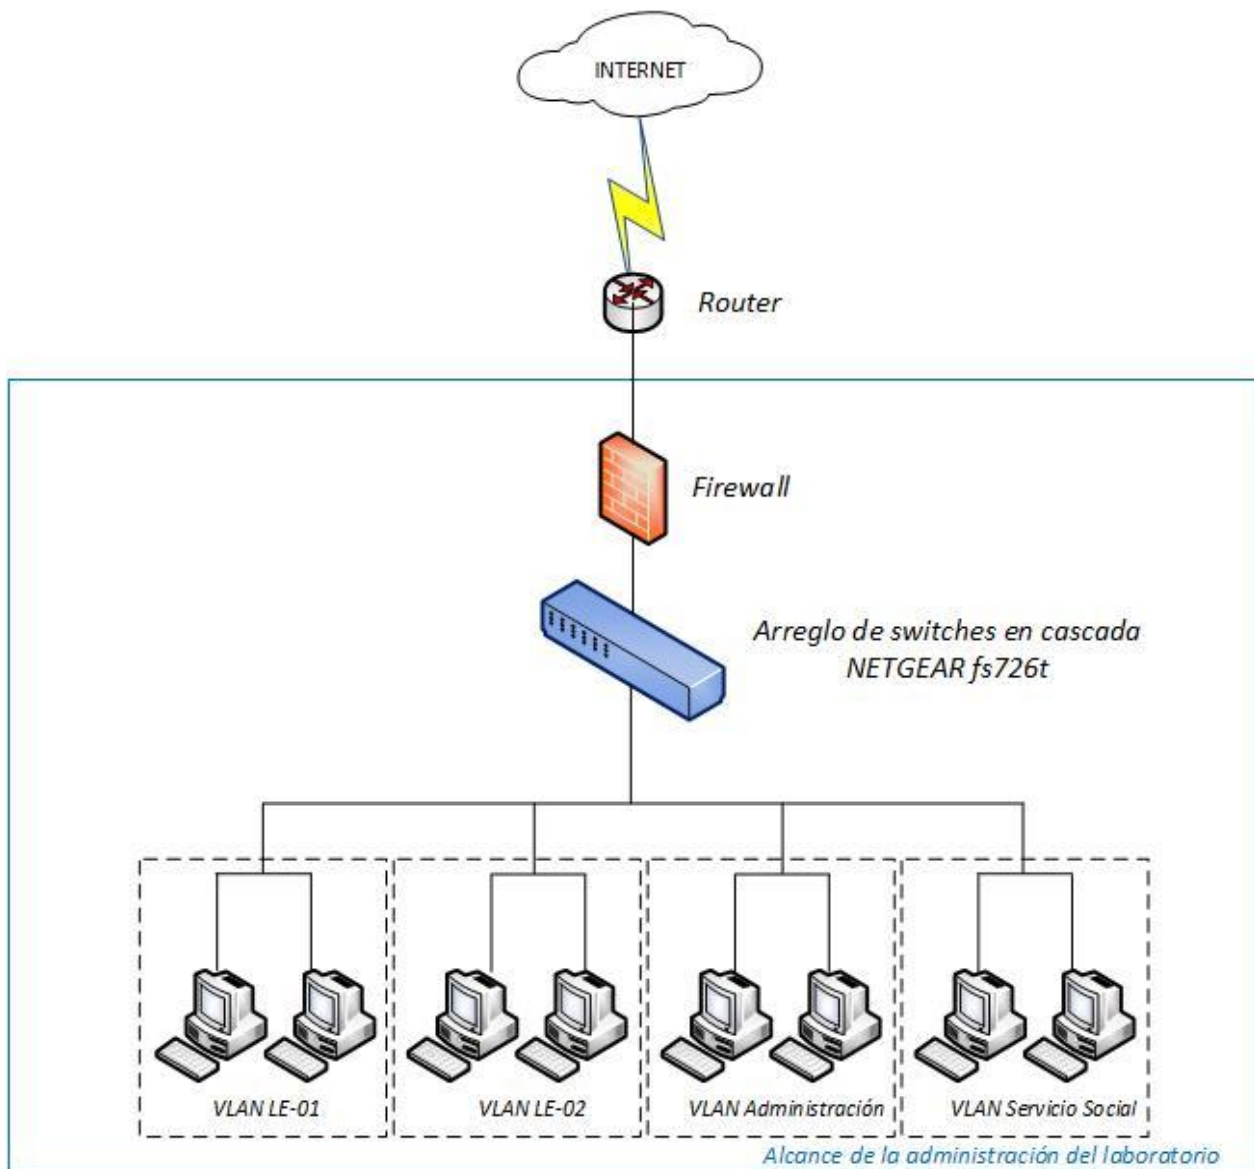 INTERNET
Router
Firewall
Arreglo de switches en cascada
NETGEAR fs726t
VLAN LE-01
VLAN LE-02
VLAN Administración
VLAN Servicio Social
Alcance de la administración del laboratorio